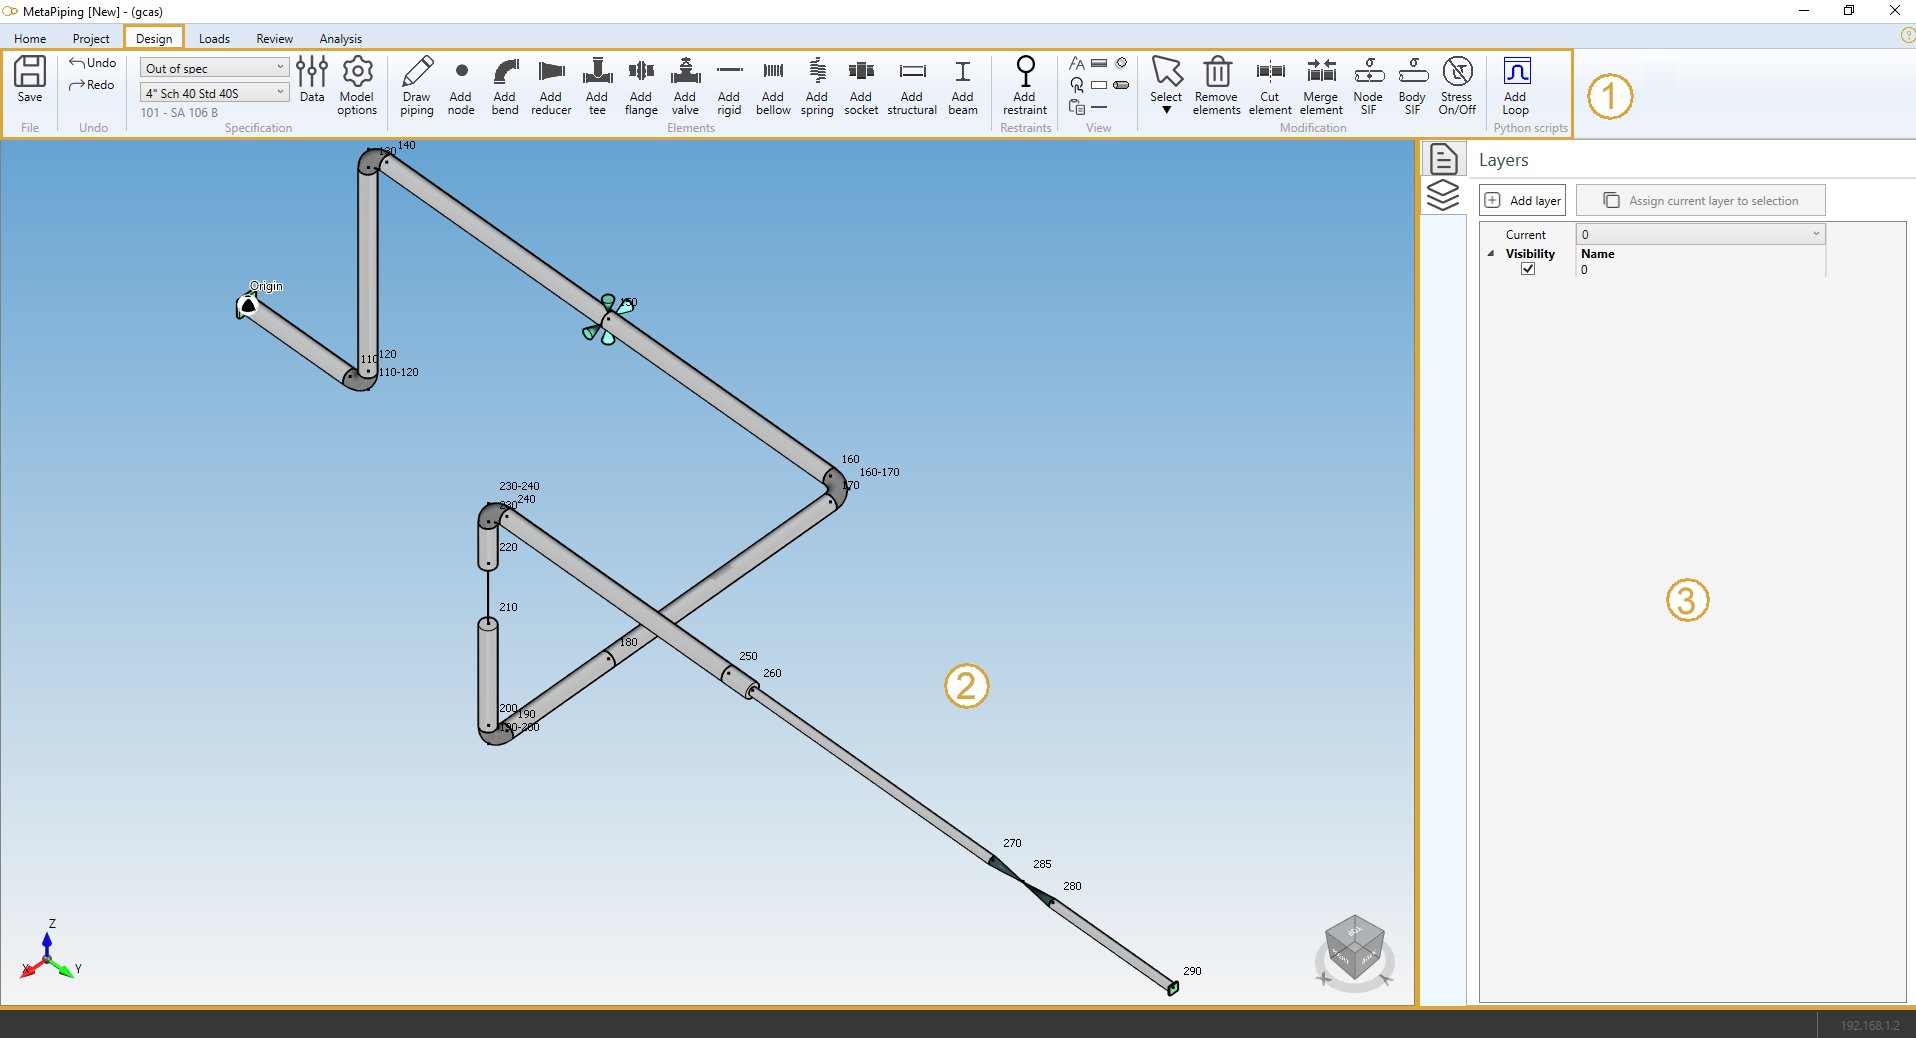 MetaPiping [New] - (gcas)
Home Project Design Loads Review Analysis
Save
File
Undo
Redo
Undo
Out of spec
4" Sch 40 Std 40S
101 - SA 106 B
Data
Model options
Specification
Draw piping
Add node
Add bend
Add reducer
Add tee
Add flange
Add valve
Add rigid
Add bellow
Add spring
Add socket
Add structural
Add beam
Elements
Add restraint
Restraints
View
Select
Remove elements
Cut element
Merge element
Node SIF
Body SIF
Stress On/Off
Modification
Add Loop
Python scripts
1
130 140
Origin
150
110 120
110-120
160
160-170
170
230-240
230 240
220
210
180
250
260
200 190
190-200
2
270
285
280
290
Z
X Y
TOP
Layers
Add layer
Assign current layer to selection
Current 0
Visibility Name
0
3
192.168.1.2